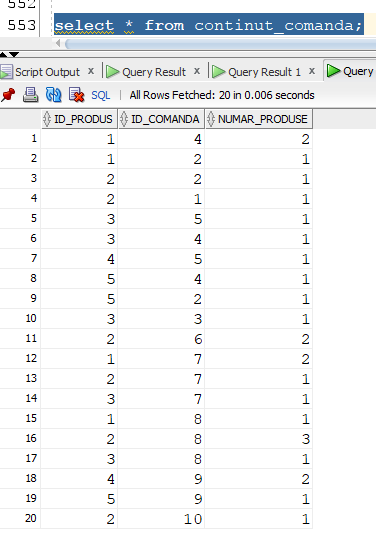 552
553 select * from continut_comanda;
Script Output x Query Result x Query Result 1 x Query
SQL | All Rows Fetched: 20 in 0.006 seconds
ID_PRODUS ID_COMANDA NUMAR_PRODUSE
1 1 4 2
2 1 2 1
3 2 2 1
4 2 1 1
5 3 5 1
6 3 4 1
7 4 5 1
8 5 4 1
9 5 2 1
10 3 3 1
11 2 6 2
12 1 7 2
13 2 7 1
14 3 7 1
15 1 8 1
16 2 8 3
17 3 8 1
18 4 9 2
19 5 9 1
20 2 10 1